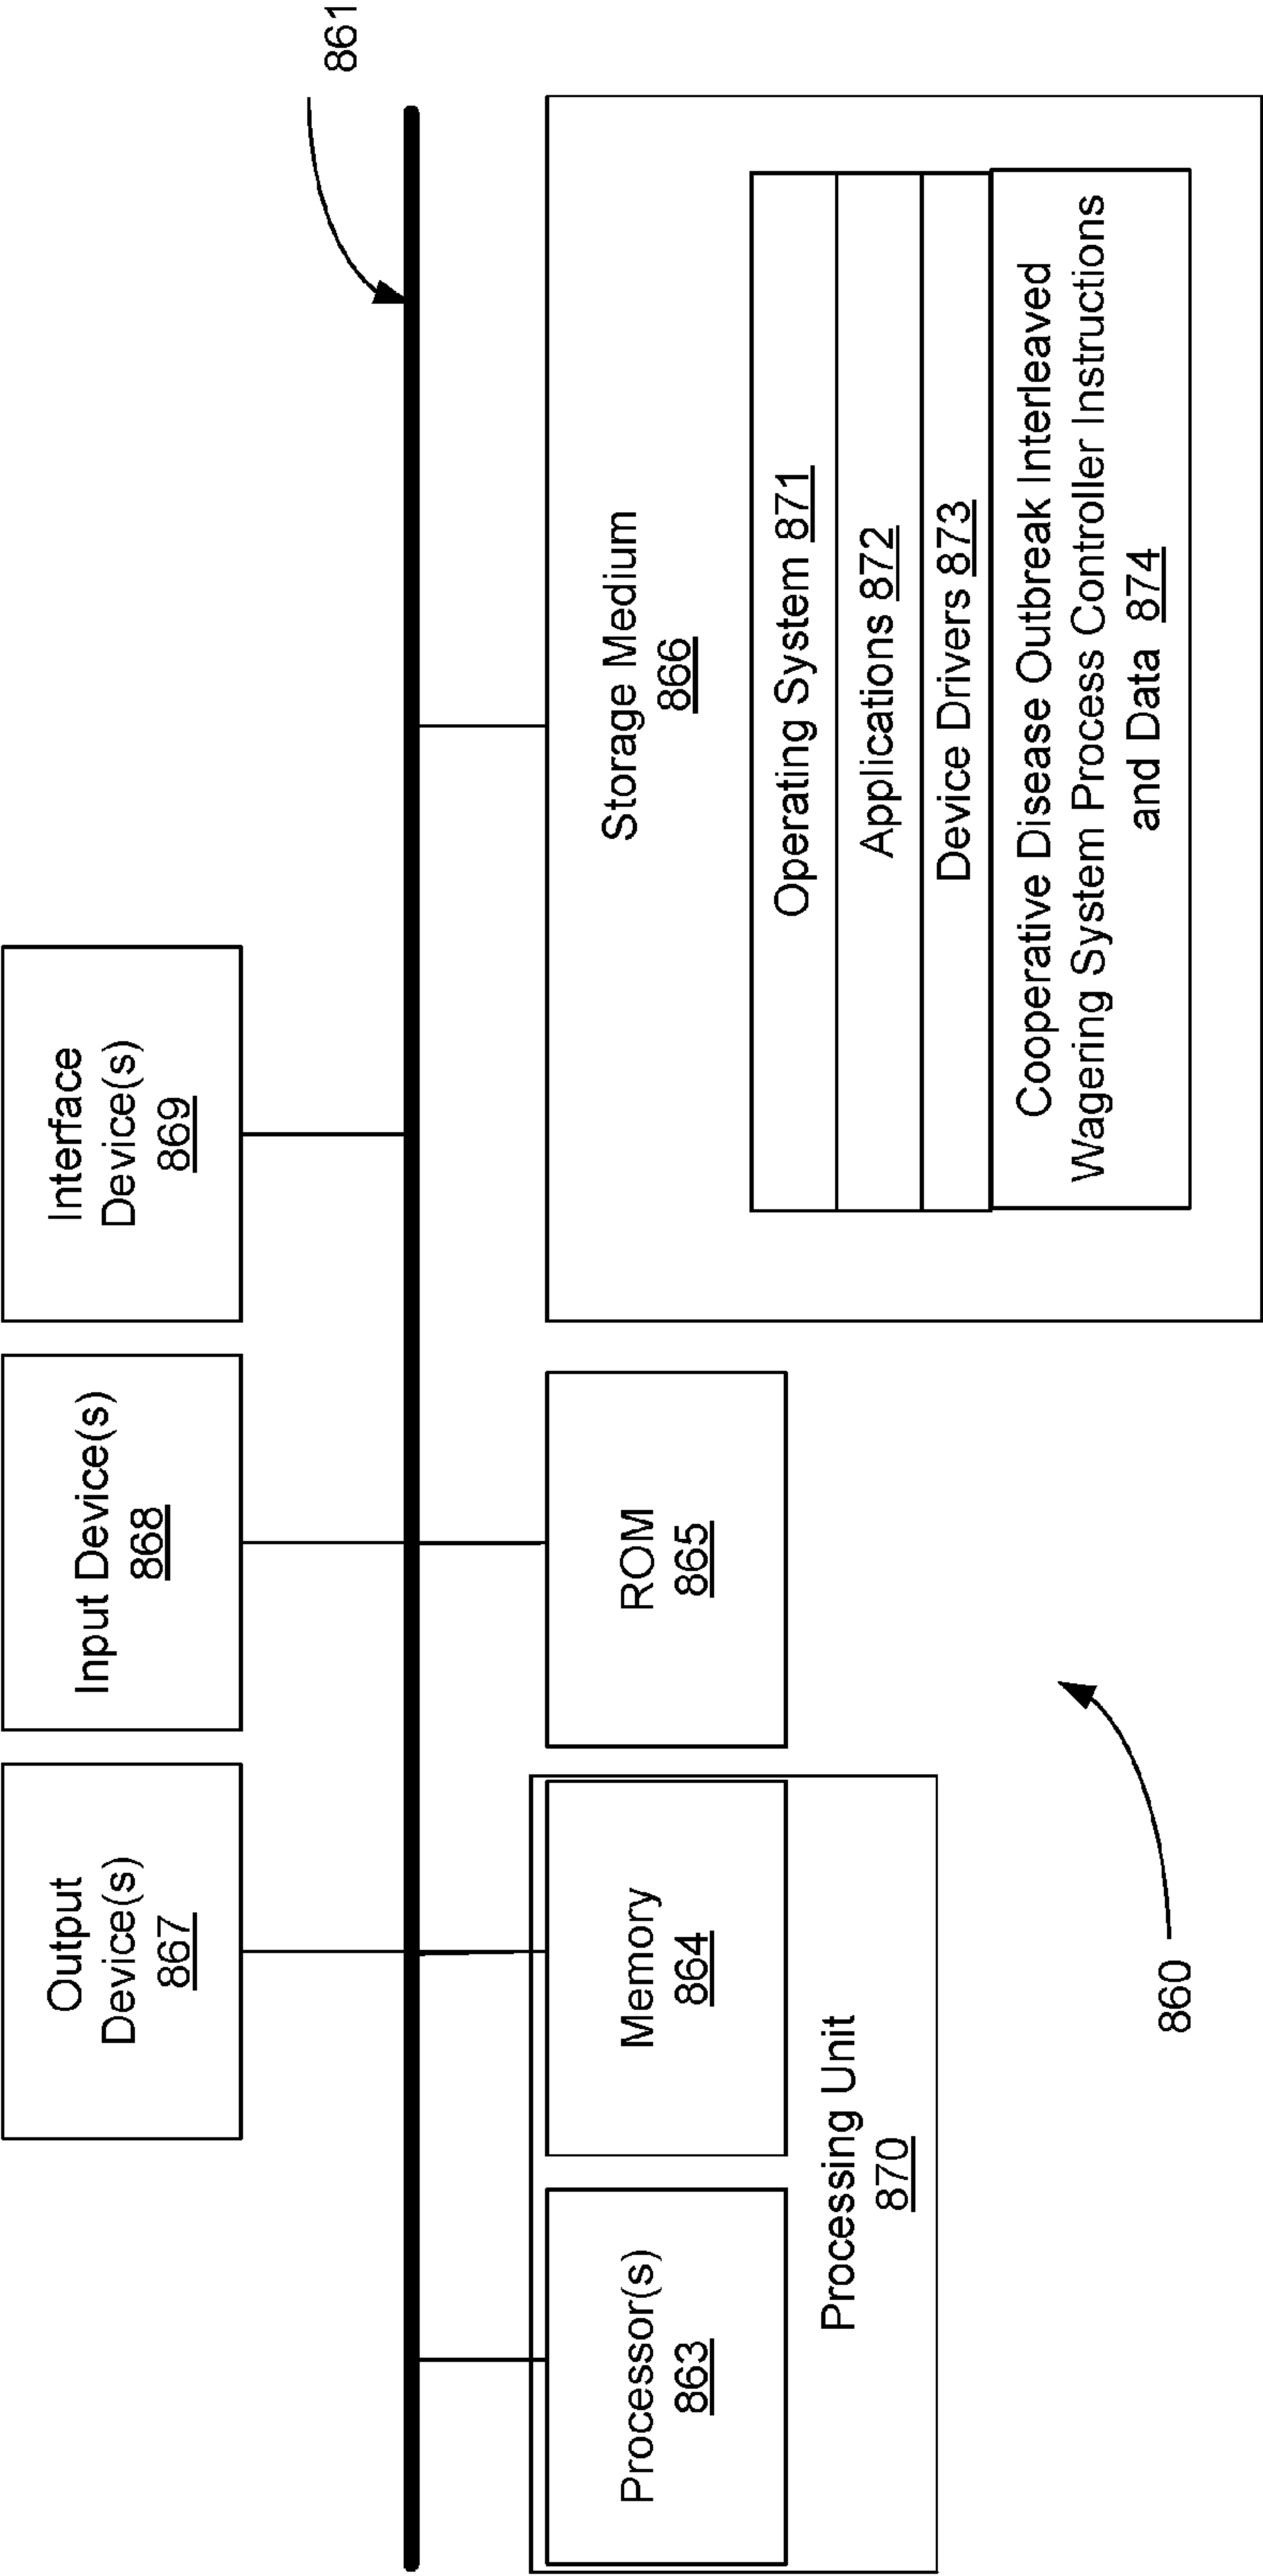 861
Output
Device(s)
867
Input Device(s)
868
Interface
Device(s)
869
Processor(s)
863
Memory
864
Processing Unit
870
ROM
865
Storage Medium
866
Operating System 871
Applications 872
Device Drivers 873
Cooperative Disease Outbreak Interleaved
Wagering System Process Controller Instructions
and Data 874
860